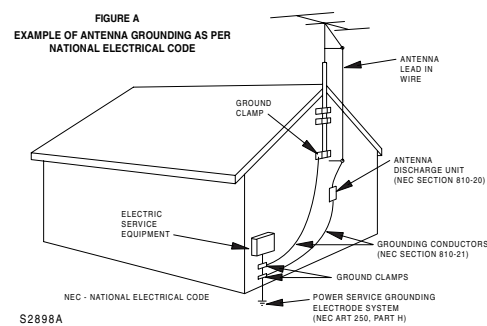 FIGURE A
EXAMPLE OF ANTENNA GROUNDING AS PER
NATIONAL ELECTRICAL CODE
ANTENNA
LEAD IN
WIRE
GROUND
CLAMP
ANTENNA
DISCHARGE UNIT
(NEC SECTION 810-20)
ELECTRIC
SERVICE
EQUIPMENT
GROUNDING CONDUCTORS
(NEC SECTION 810-21)
GROUND CLAMPS
NEC - NATIONAL ELECTRICAL CODE
POWER SERVICE GROUNDING
ELECTRODE SYSTEM
(NEC ART 250, PART H)
S2898A